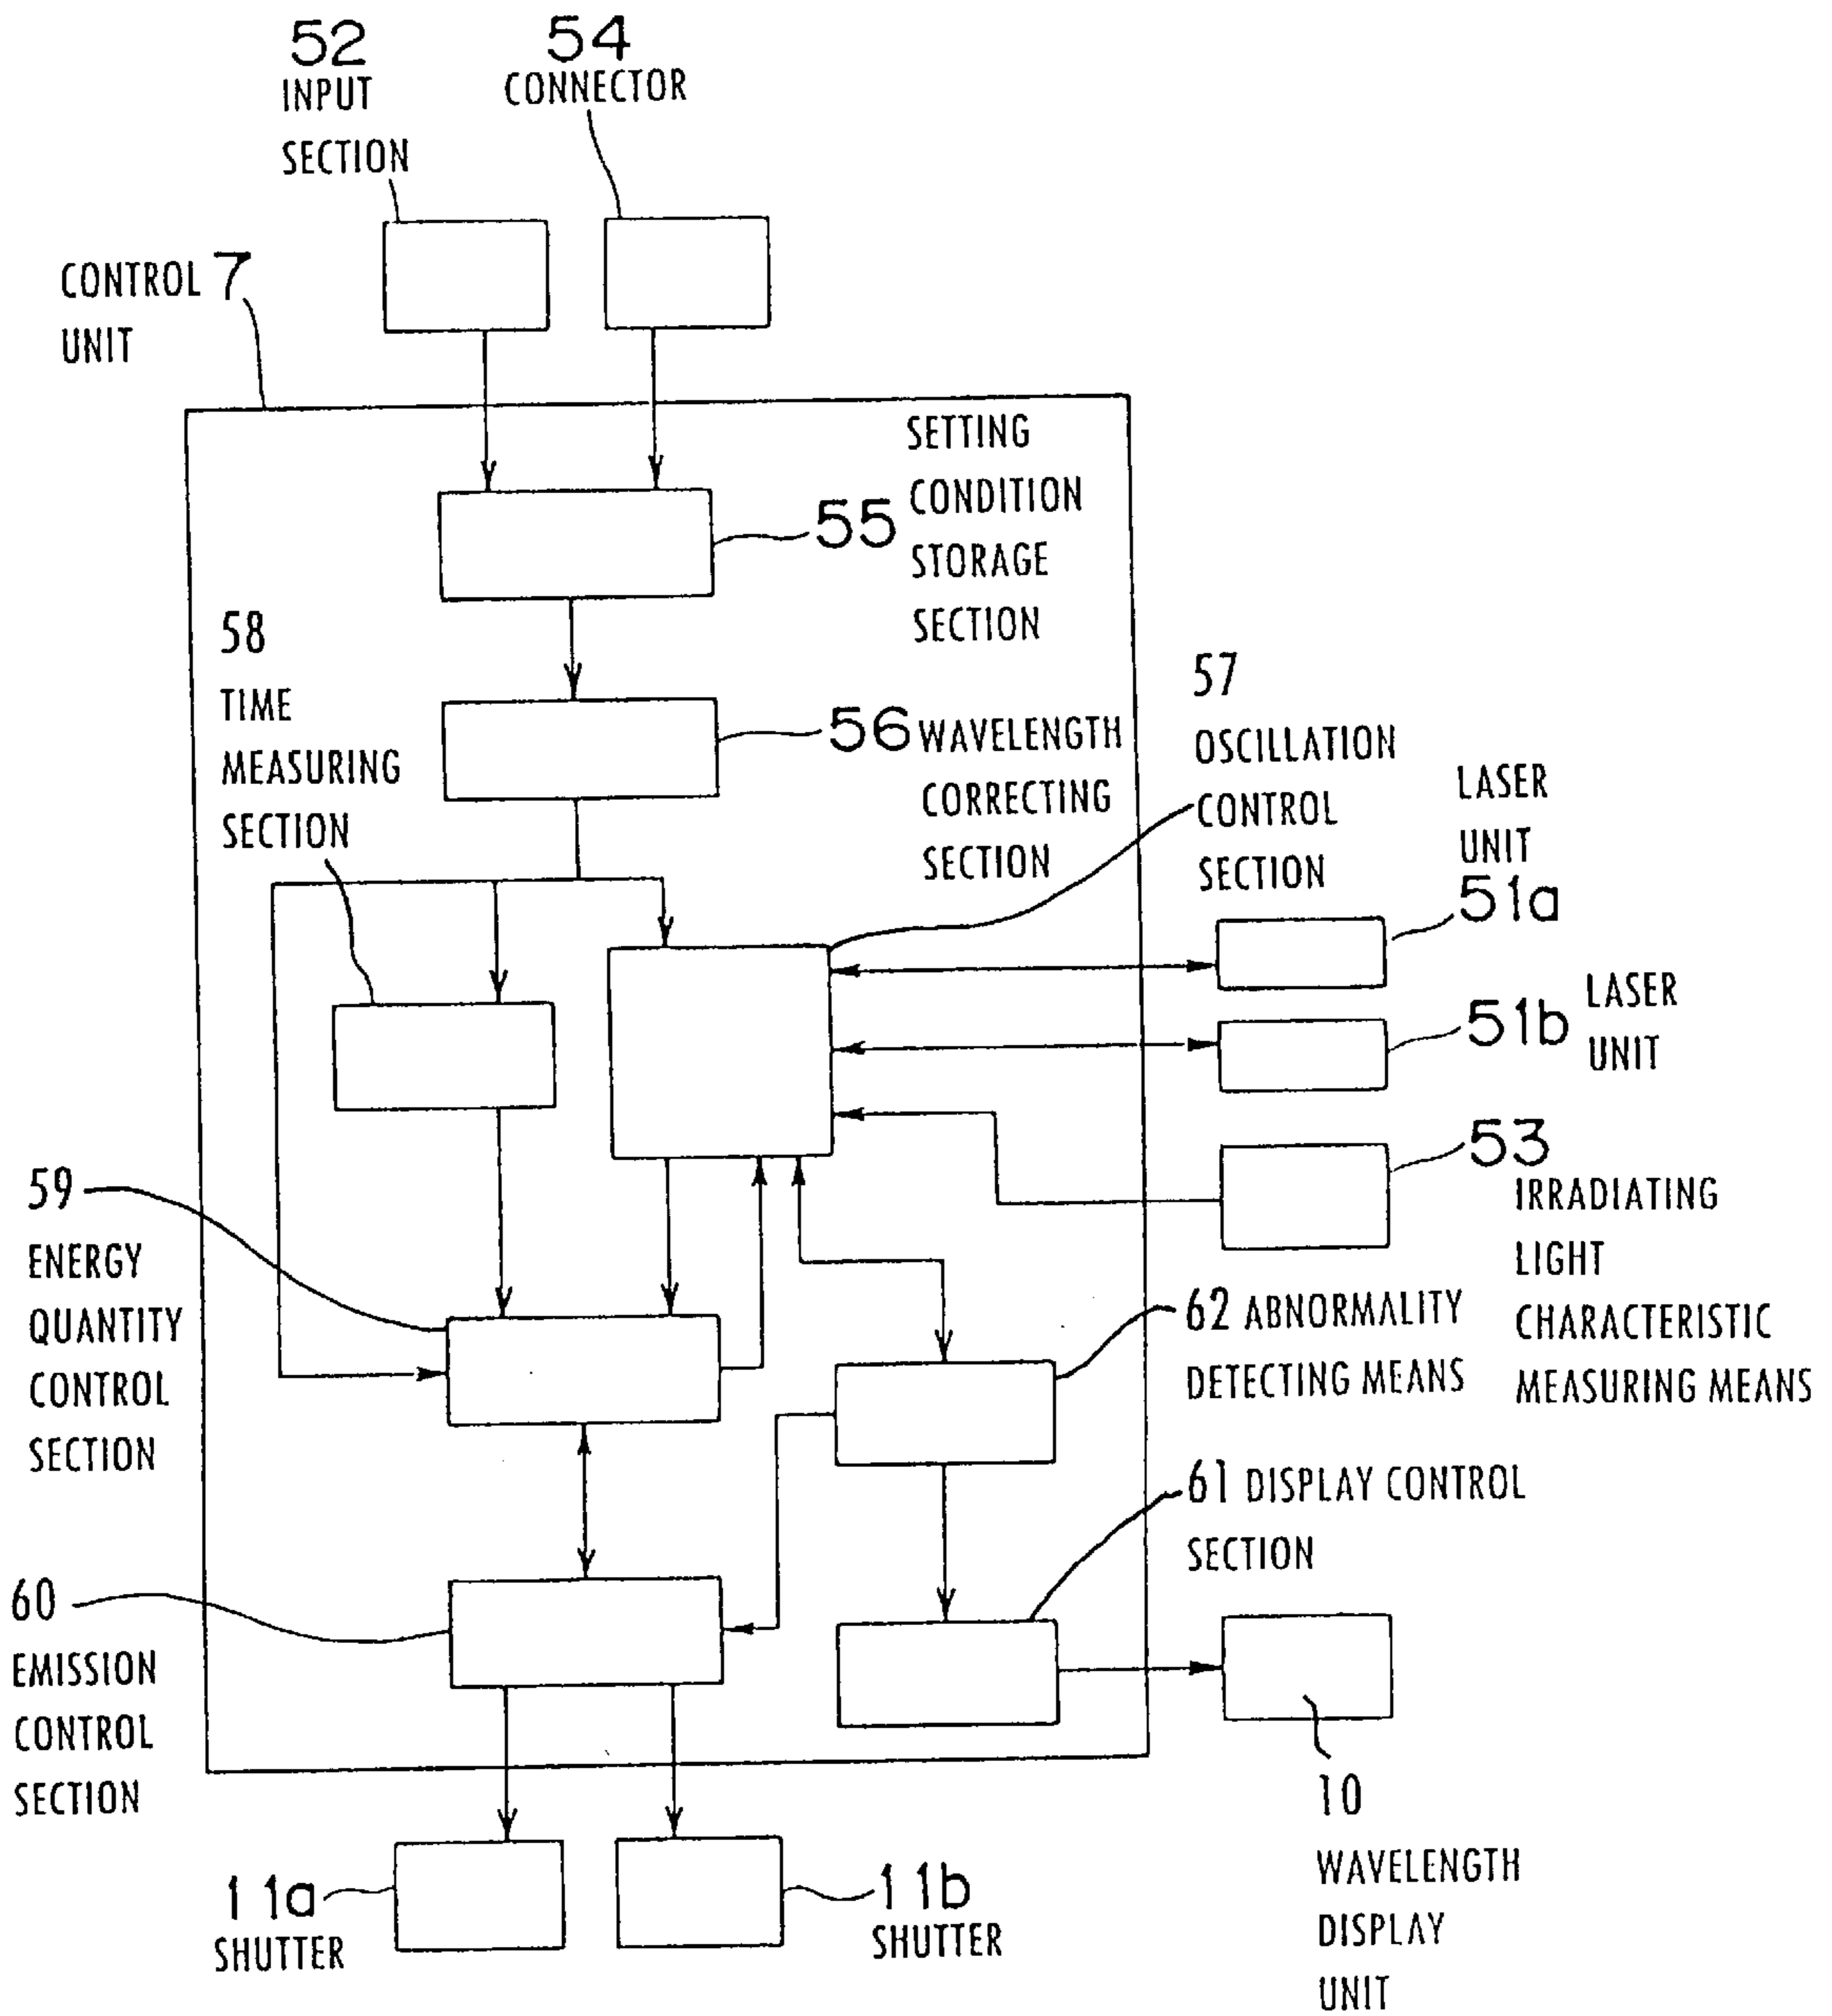 52
INPUT
SECTION
54
CONNECTOR
CONTROL 7
UNIT
SETTING
55 CONDITION
STORAGE
SECTION
58
TIME
MEASURING
SECTION
56 WAVELENGTH
CORRECTING
SECTION
57
OSCILLATION
CONTROL
SECTION
LASER
UNIT
51a
51b LASER
UNIT
53
IRRADIATING
LIGHT
CHARACTERISTIC
MEASURING MEANS
59
ENERGY
QUANTITY
CONTROL
SECTION
62 ABNORMALITY
DETECTING MEANS
61 DISPLAY CONTROL
SECTION
60
EMISSION
CONTROL
SECTION
10
WAVELENGTH
DISPLAY
UNIT
11a
SHUTTER
11b
SHUTTER